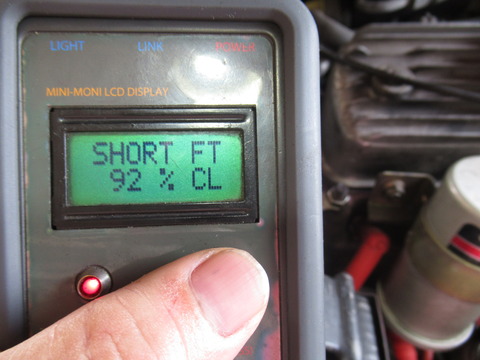 LIGHT LINK POWER
MINI-MONI LCD DISPLAY
SHORT FT
92 % CL